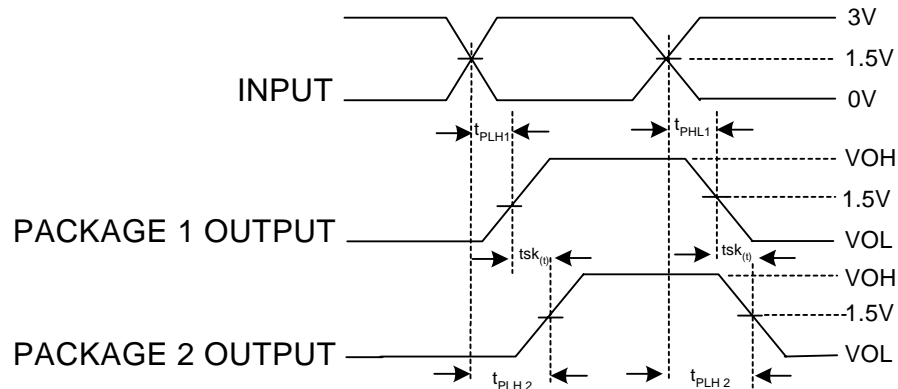 3V
1.5V
INPUT
0V
tPLH1
tPHL1
VOH
1.5V
PACKAGE 1 OUTPUT
VOL
tsk(t)
tsk(t)
VOH
1.5V
PACKAGE 2 OUTPUT
VOL
tPLH 2
tPLH 2